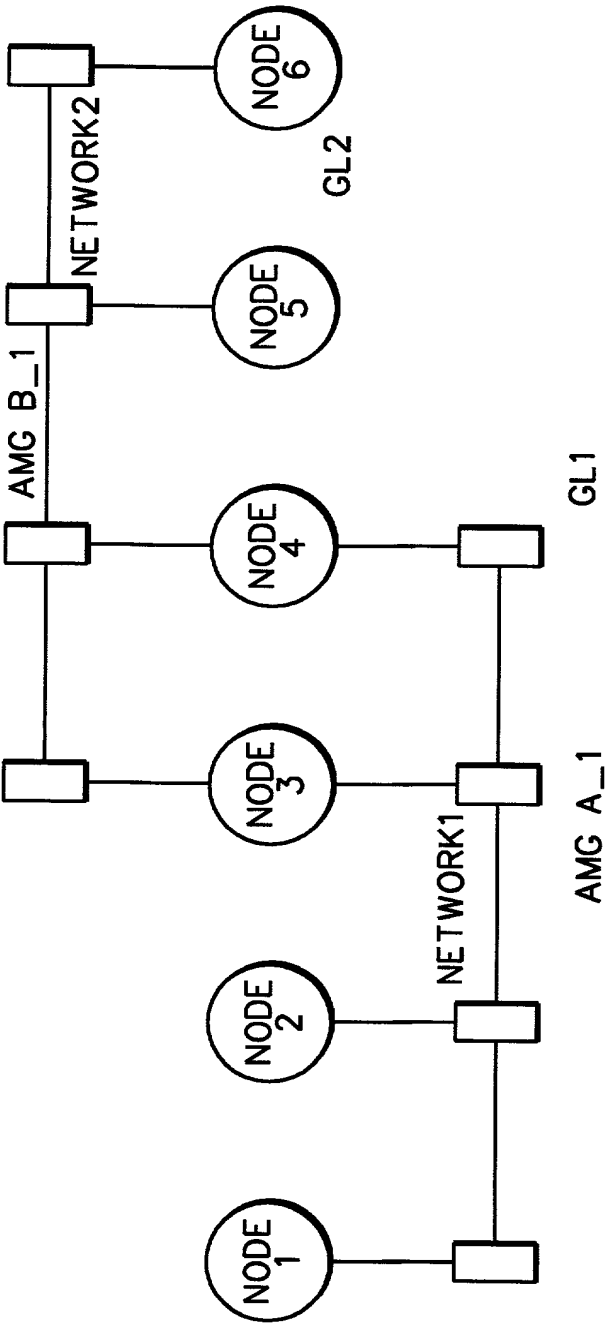 AMG B_1
NETWORK2
NODE
1
NODE
2
NODE
3
NODE
4
NODE
5
NODE
6
GL2
NETWORK1
GL1
AMG A_1